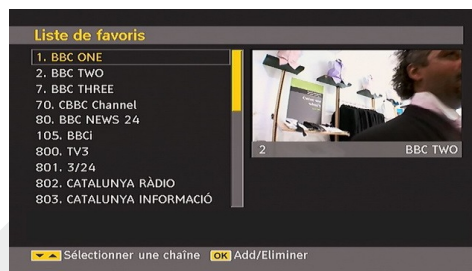 Liste de favoris
1. BBC ONE
2. BBC TWO
7. BBC THREE
70. CBBC Channel
80. BBC NEWS 24
105. BBCi
800. TV3
801. 3/24
802. CATALUNYA RÀDIO
803. CATALUNYA INFORMACIÓ
2 BBC TWO
Sélectionner une chaîne OK Add/Eliminer